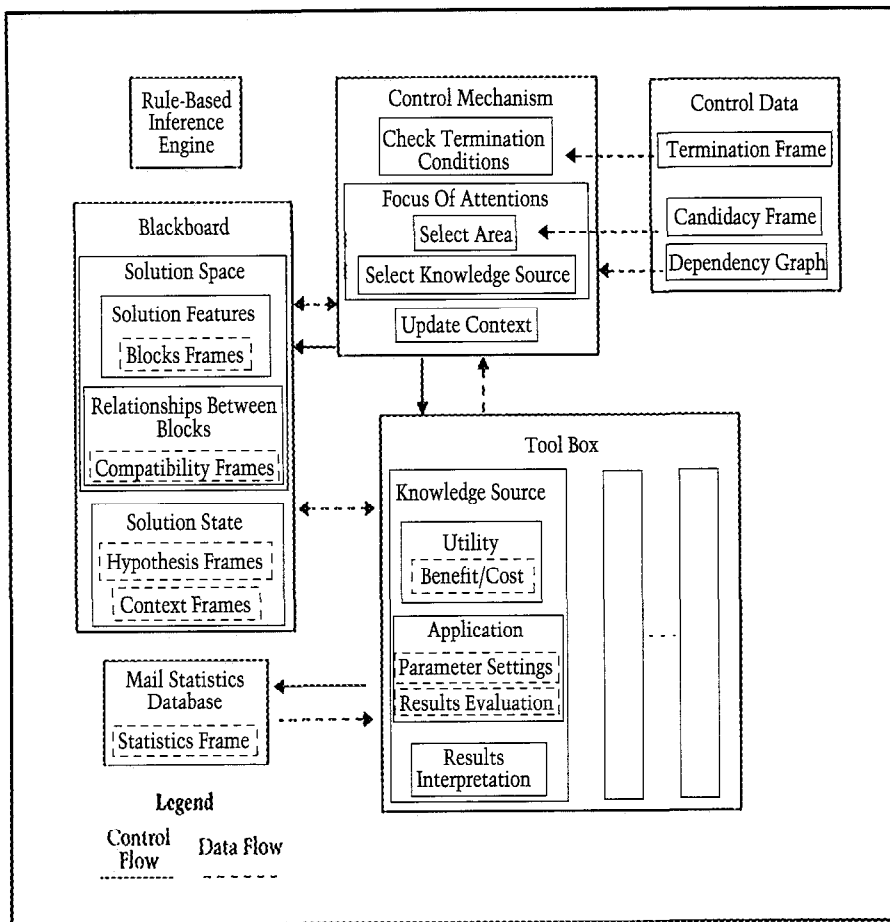 Rule-Based
Inference
Engine
Control Mechanism
Check Termination
Conditions
Focus Of Attentions
Select Area
Select Knowledge Source
Update Context
Control Data
Termination Frame
Candidacy Frame
Dependency Graph
Blackboard
Solution Space
Solution Features
Blocks Frames
Relationships Between
Blocks
Compatibility Frames
Solution State
Hypothesis Frames
Context Frames
Tool Box
Knowledge Source
Utility
Benefit/Cost
Application
Parameter Settings
Results Evaluation
Results
Interpretation
Mail Statistics
Database
Statistics Frame
Legend
Control
Flow
Data Flow